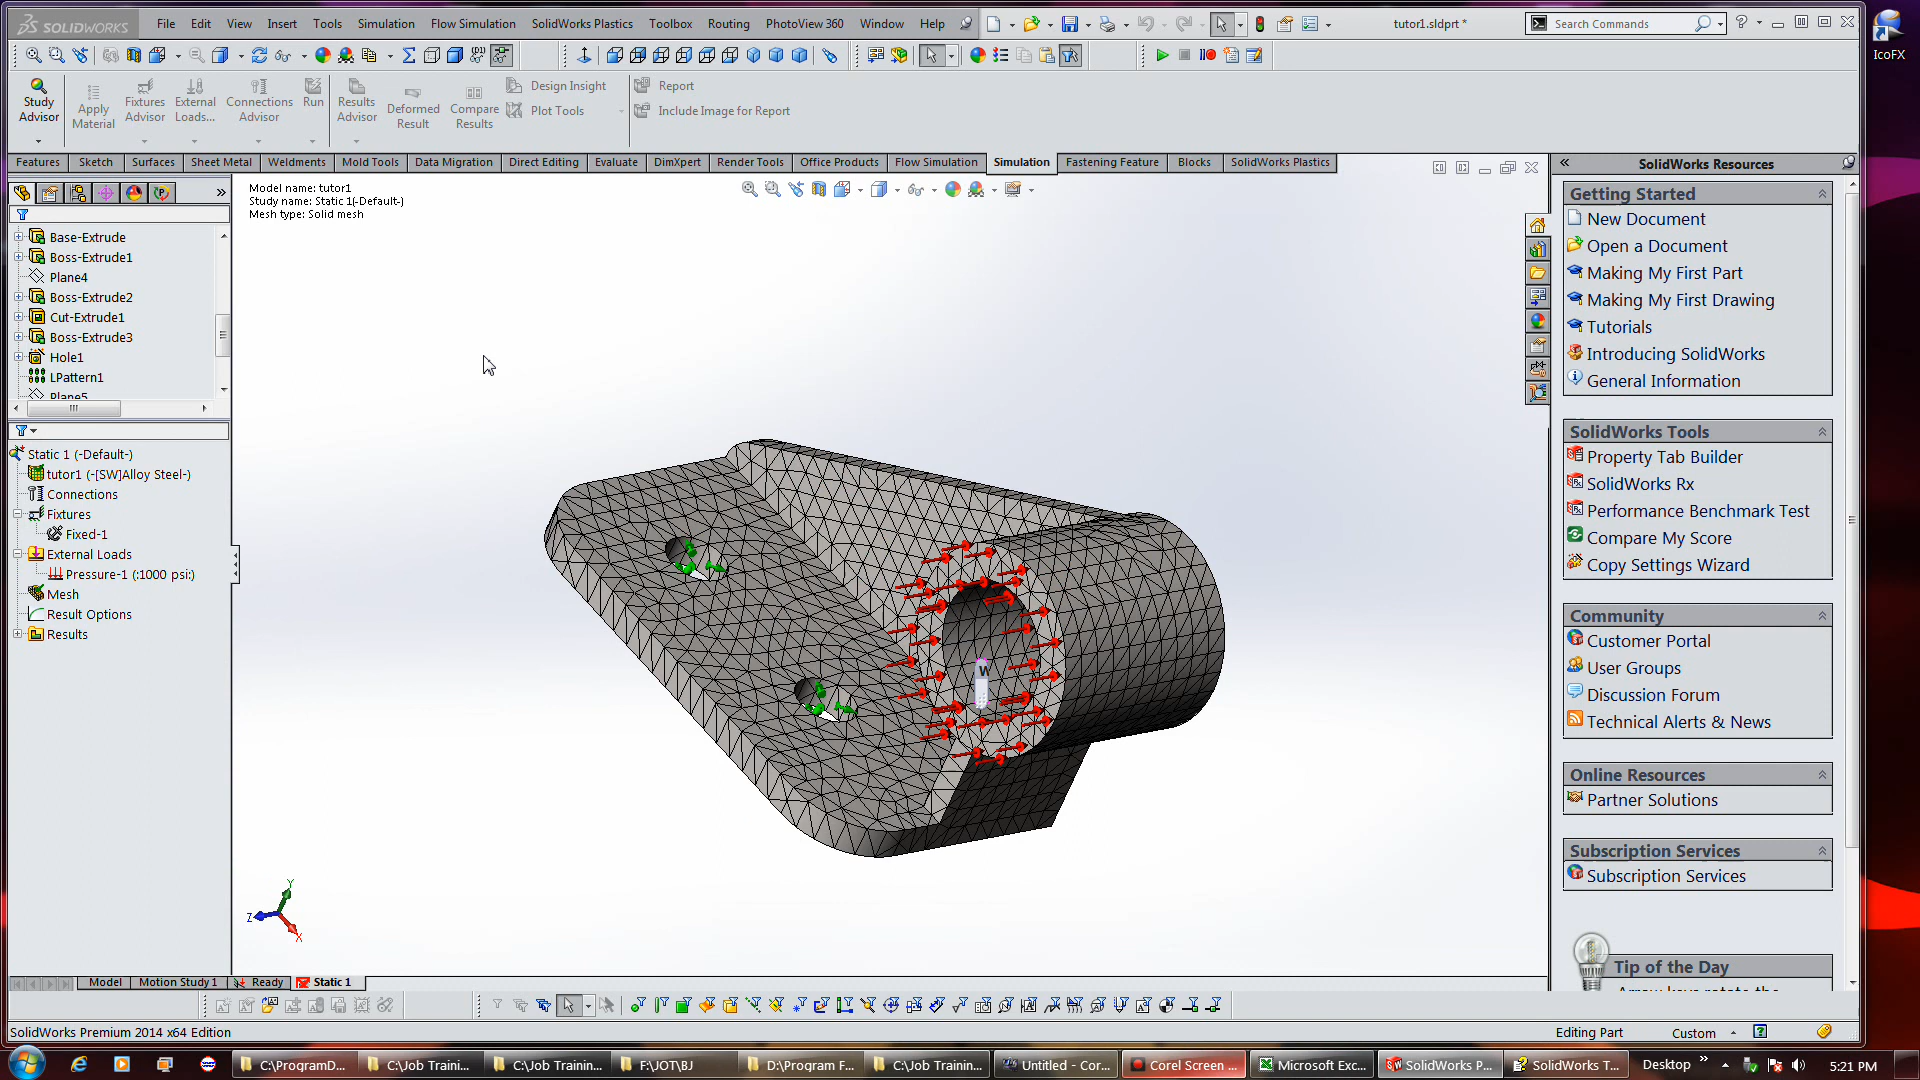 SOLIDWORKS File Edit View Insert Tools Simulation Flow Simulation SolidWorks Plastics Toolbox Routing PhotoView 360 Window Help tutor1.sldprt * Search Commands
IcoFX
Study Advisor
Apply Material
Fixtures Advisor
External Loads...
Connections Advisor
Run
Results Advisor
Deformed Result
Compare Results
Design Insight
Plot Tools
Report
Include Image for Report
Features Sketch Surfaces Sheet Metal Weldments Mold Tools Data Migration Direct Editing Evaluate DimXpert Render Tools Office Products Flow Simulation Simulation Fastening Feature Blocks SolidWorks Plastics
Model name: tutor1
Study name: Static 1(-Default-)
Mesh type: Solid mesh
Base-Extrude
Boss-Extrude1
Plane4
Boss-Extrude2
Cut-Extrude1
Boss-Extrude3
Hole1
LPattern1
Plane5
Static 1 (-Default-)
tutor1 (-[SW]Alloy Steel-)
Connections
Fixtures
Fixed-1
External Loads
Pressure-1 (:1000 psi:)
Mesh
Result Options
Results
W
Y
Z
X
SolidWorks Resources
Getting Started
New Document
Open a Document
Making My First Part
Making My First Drawing
Tutorials
Introducing SolidWorks
General Information
SolidWorks Tools
Property Tab Builder
SolidWorks Rx
Performance Benchmark Test
Compare My Score
Copy Settings Wizard
Community
Customer Portal
User Groups
Discussion Forum
Technical Alerts & News
Online Resources
Partner Solutions
Subscription Services
Subscription Services
Tip of the Day
Model Motion Study 1 Ready Static 1
SolidWorks Premium 2014 x64 Edition Editing Part Custom
C:\ProgramD... C:\Job Traini... C:\Job Trainin... F:\JOT\BJ D:\Program F... C:\Job Trainin... Untitled - Cor... Corel Screen ... Microsoft Exc... SolidWorks P... SolidWorks T... Desktop 5:21 PM